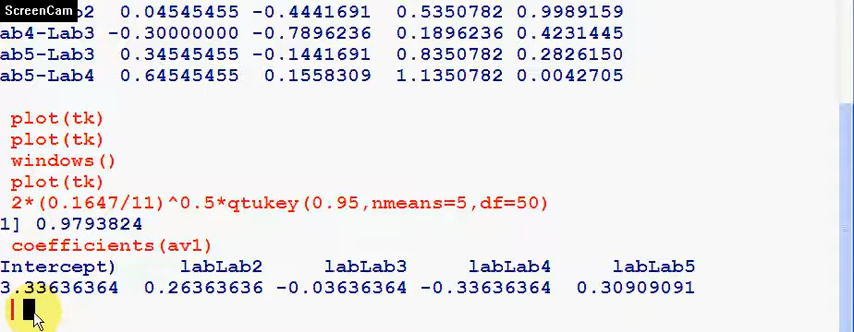 ScreenCam
b2 0.04545455 -0.4441691 0.5350782 0.9989159
ab4-Lab3 -0.30000000 -0.7896236 0.1896236 0.4231445
ab5-Lab3 0.34545455 -0.1441691 0.8350782 0.2826150
ab5-Lab4 0.64545455 0.1558309 1.1350782 0.0042705
plot(tk)
plot(tk)
windows()
plot(tk)
2*(0.1647/11)^0.5*qtukey(0.95,nmeans=5,df=50)
1] 0.9793824
coefficients(av1)
Intercept) labLab2 labLab3 labLab4 labLab5
3.33636364 0.26363636 -0.03636364 -0.33636364 0.30909091